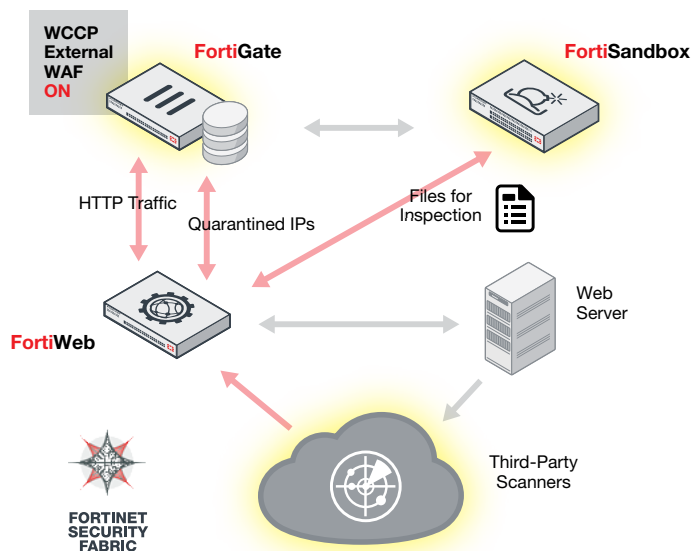 WCCP
External
WAF
ON
FortiGate
FortiSandbox
HTTP Traffic
Quarantined IPs
Files for
Inspection
FortiWeb
Web
Server
Third-Party
Scanners
FORTINET
SECURITY
FABRIC